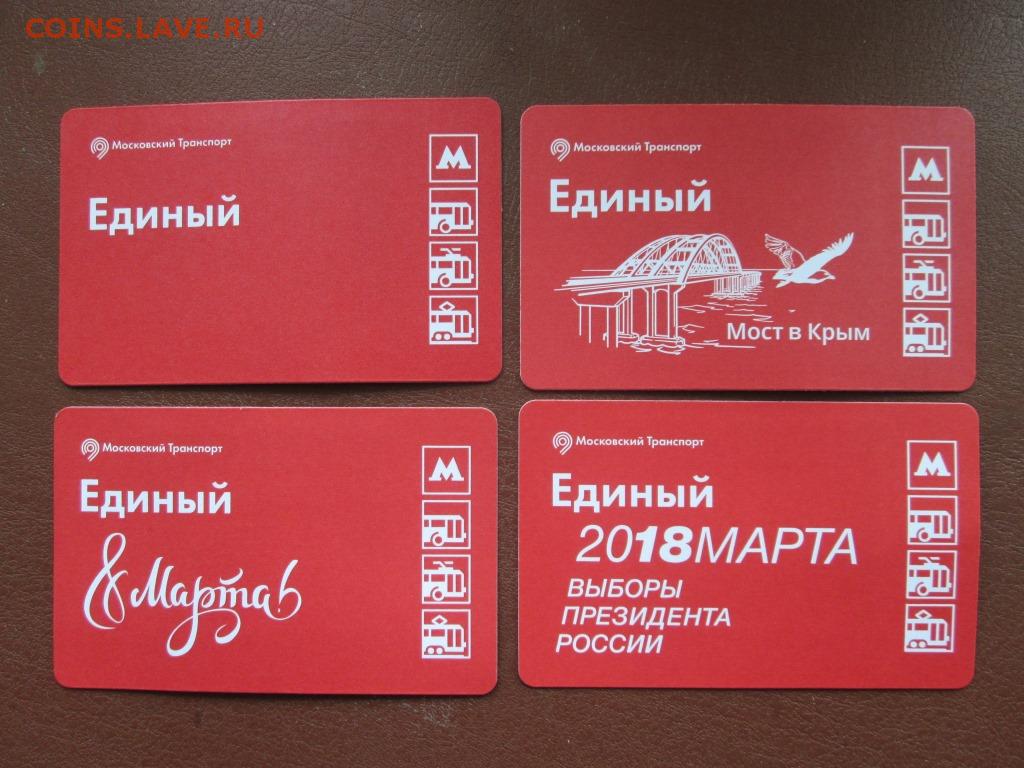 COINS.LAVE.RU
Московский Транспорт
М
Единый
Московский Транспорт
М
Единый
Мост в Крым
Московский Транспорт
М
Единый
8 Марта!
Московский Транспорт
М
Единый
2018МАРТА
ВЫБОРЫ
ПРЕЗИДЕНТА
РОССИИ